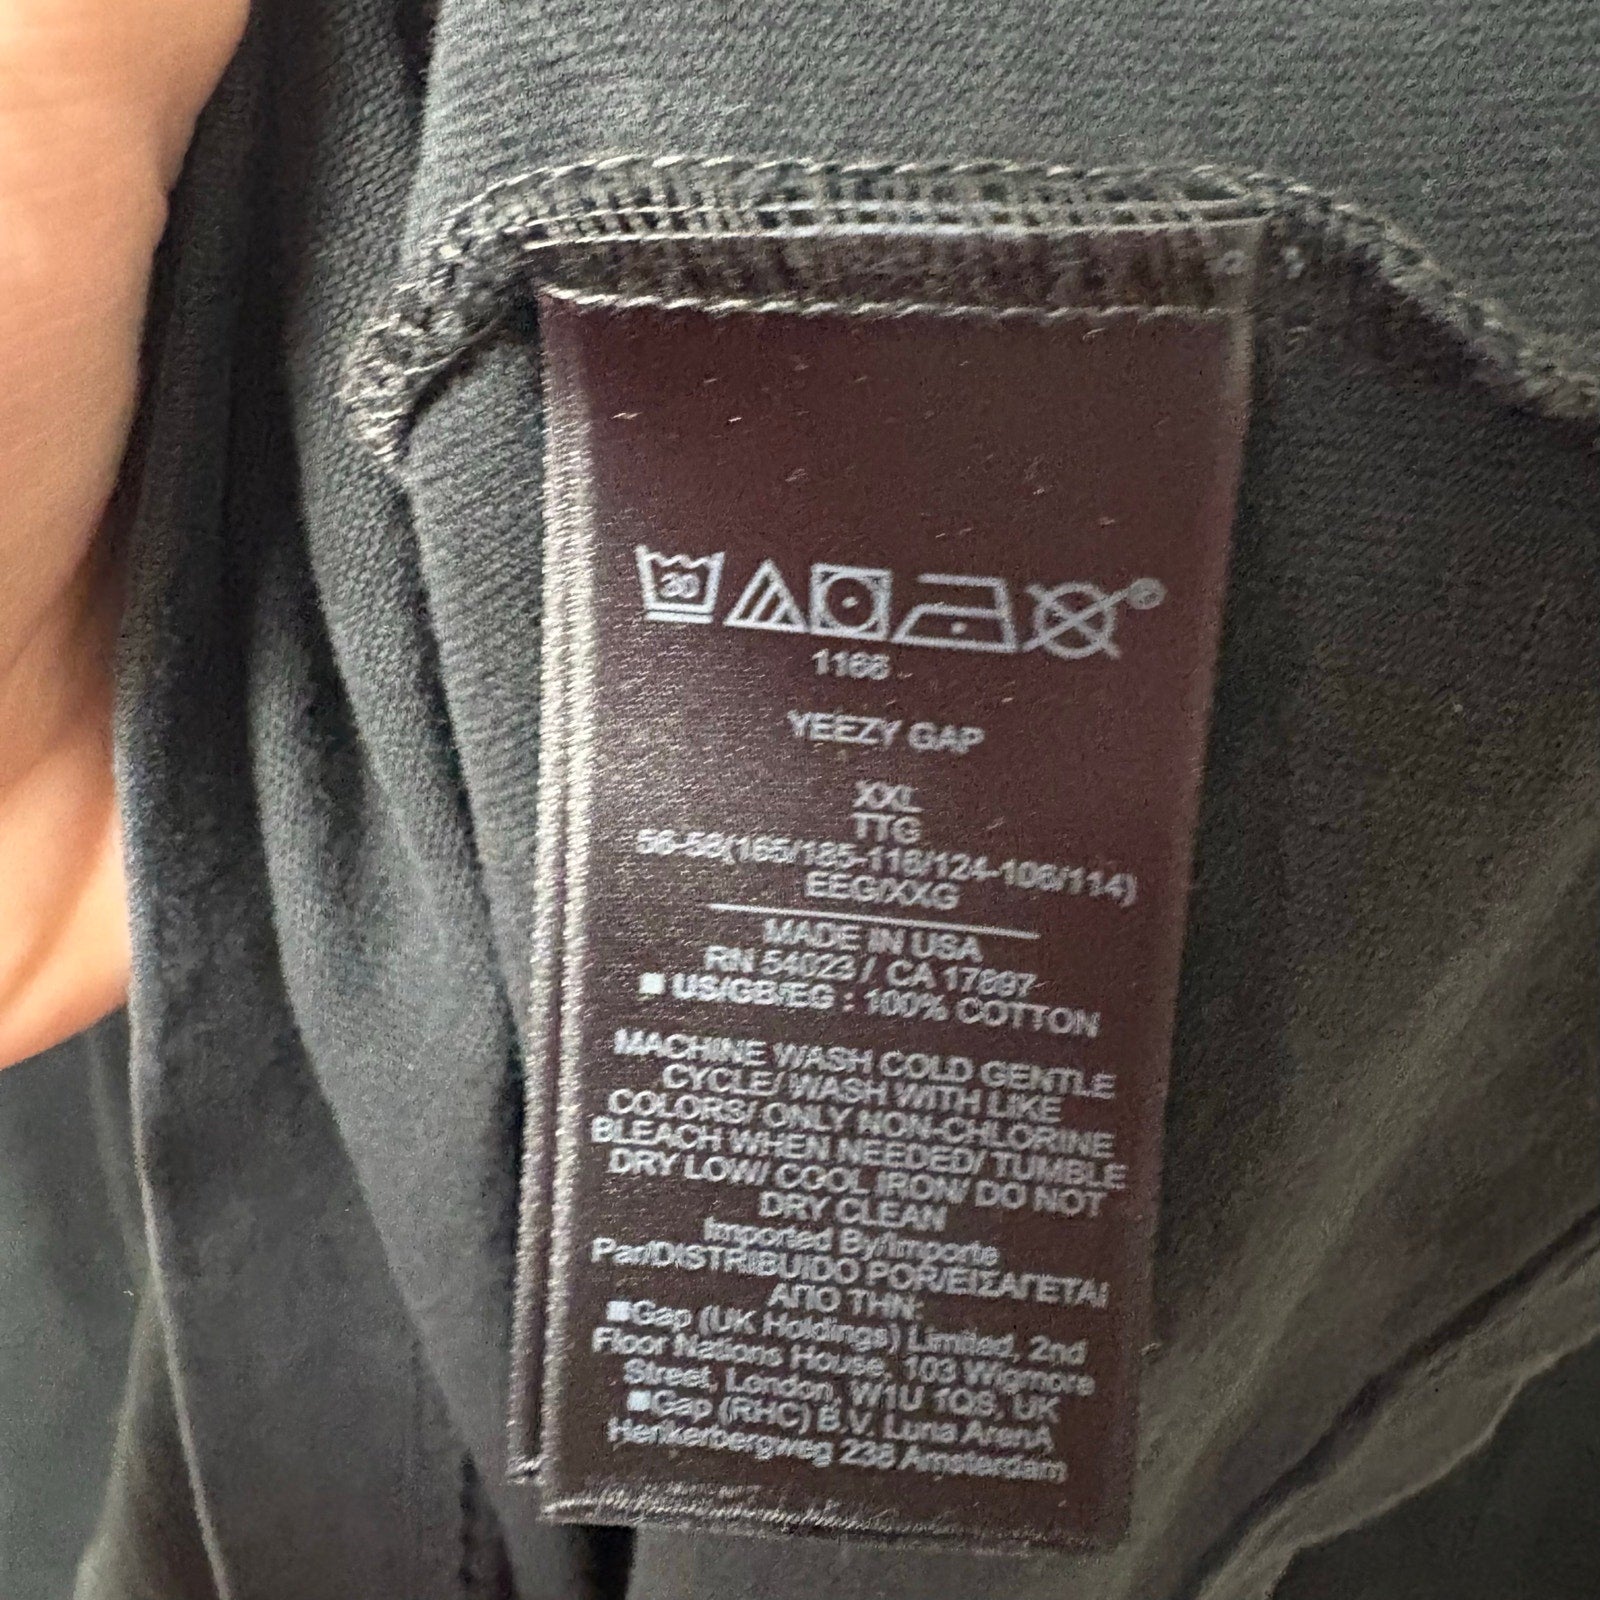 30
1166
YEEZY GAP
XXL
TTG
56-58(165/185-116/124-106/114)
EEG/XXG
MADE IN USA
RN 54023 / CA 17897
■ US/GB/EG : 100% COTTON
MACHINE WASH COLD GENTLE
CYCLE/ WASH WITH LIKE
COLORS/ ONLY NON-CHLORINE
BLEACH WHEN NEEDED/ TUMBLE
DRY LOW/ COOL IRON/ DO NOT
DRY CLEAN
Imported By/Importe
Par/DISTRIBUIDO POR/ΕΙΣΑΓΕΤΑΙ
ΑΠΟ ΤΗΝ:
■Gap (UK Holdings) Limited, 2nd
Floor Nations House, 103 Wigmore
Street, London, W1U 1QS, UK
■Gap (RHC) B.V. Luna ArenA
Henkerbergweg 238 Amsterdam